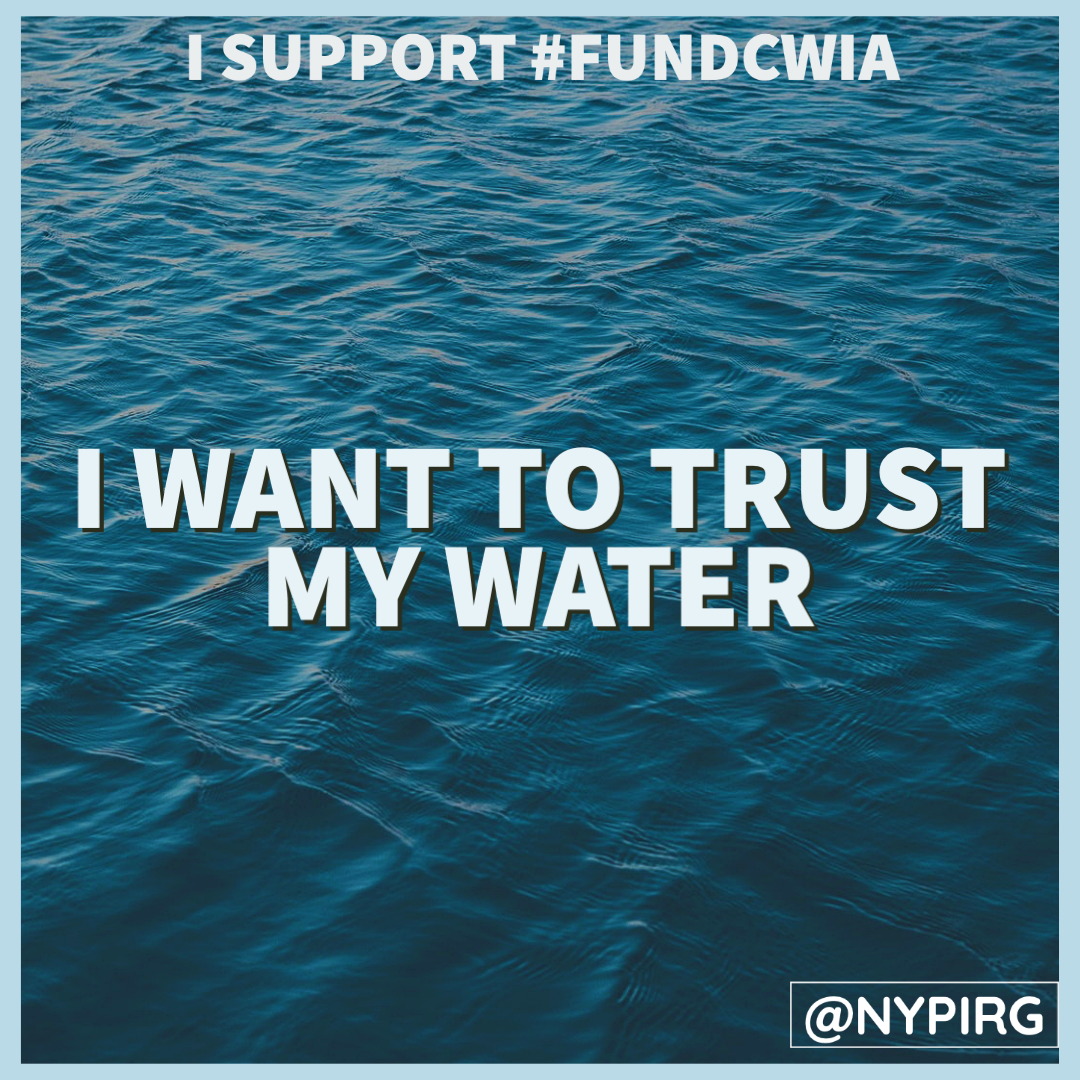 I SUPPORT #FUNDCWIA
I WANT TO TRUST
MY WATER
@NYPIRG